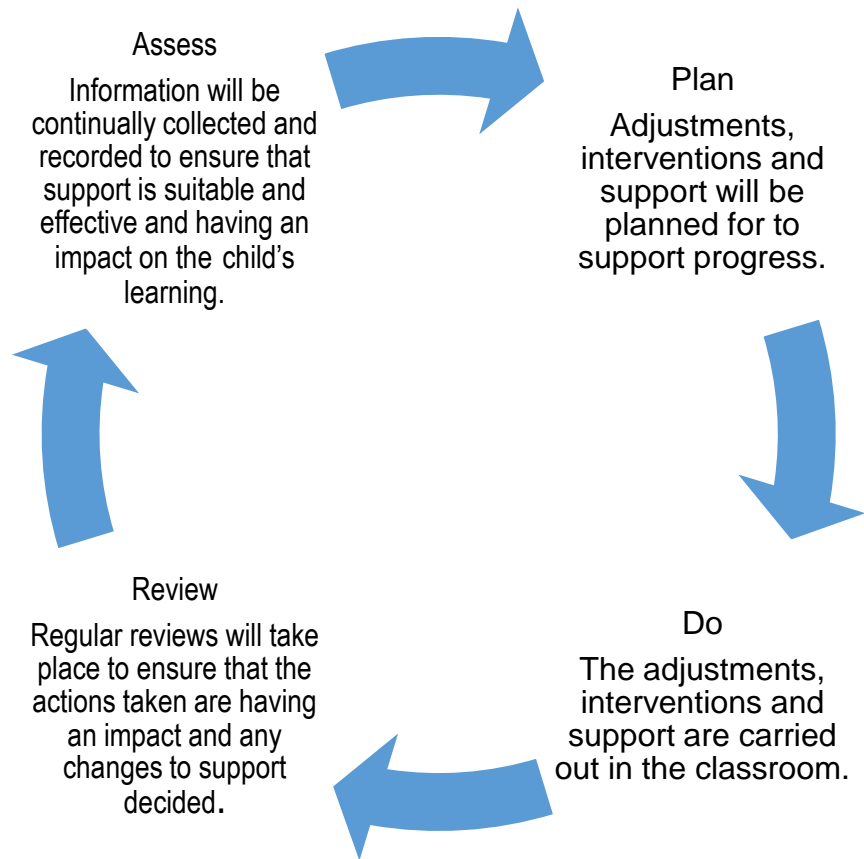 Assess
Information will be
continually collected and
recorded to ensure that
support is suitable and
effective and having an
impact on the child's
learning.
Plan
Adjustments,
interventions and
support will be
planned for to
support progress.
Do
The adjustments,
interventions and
support are carried
out in the classroom.
Review
Regular reviews will take
place to ensure that the
actions taken are having
an impact and any
changes to support
decided.